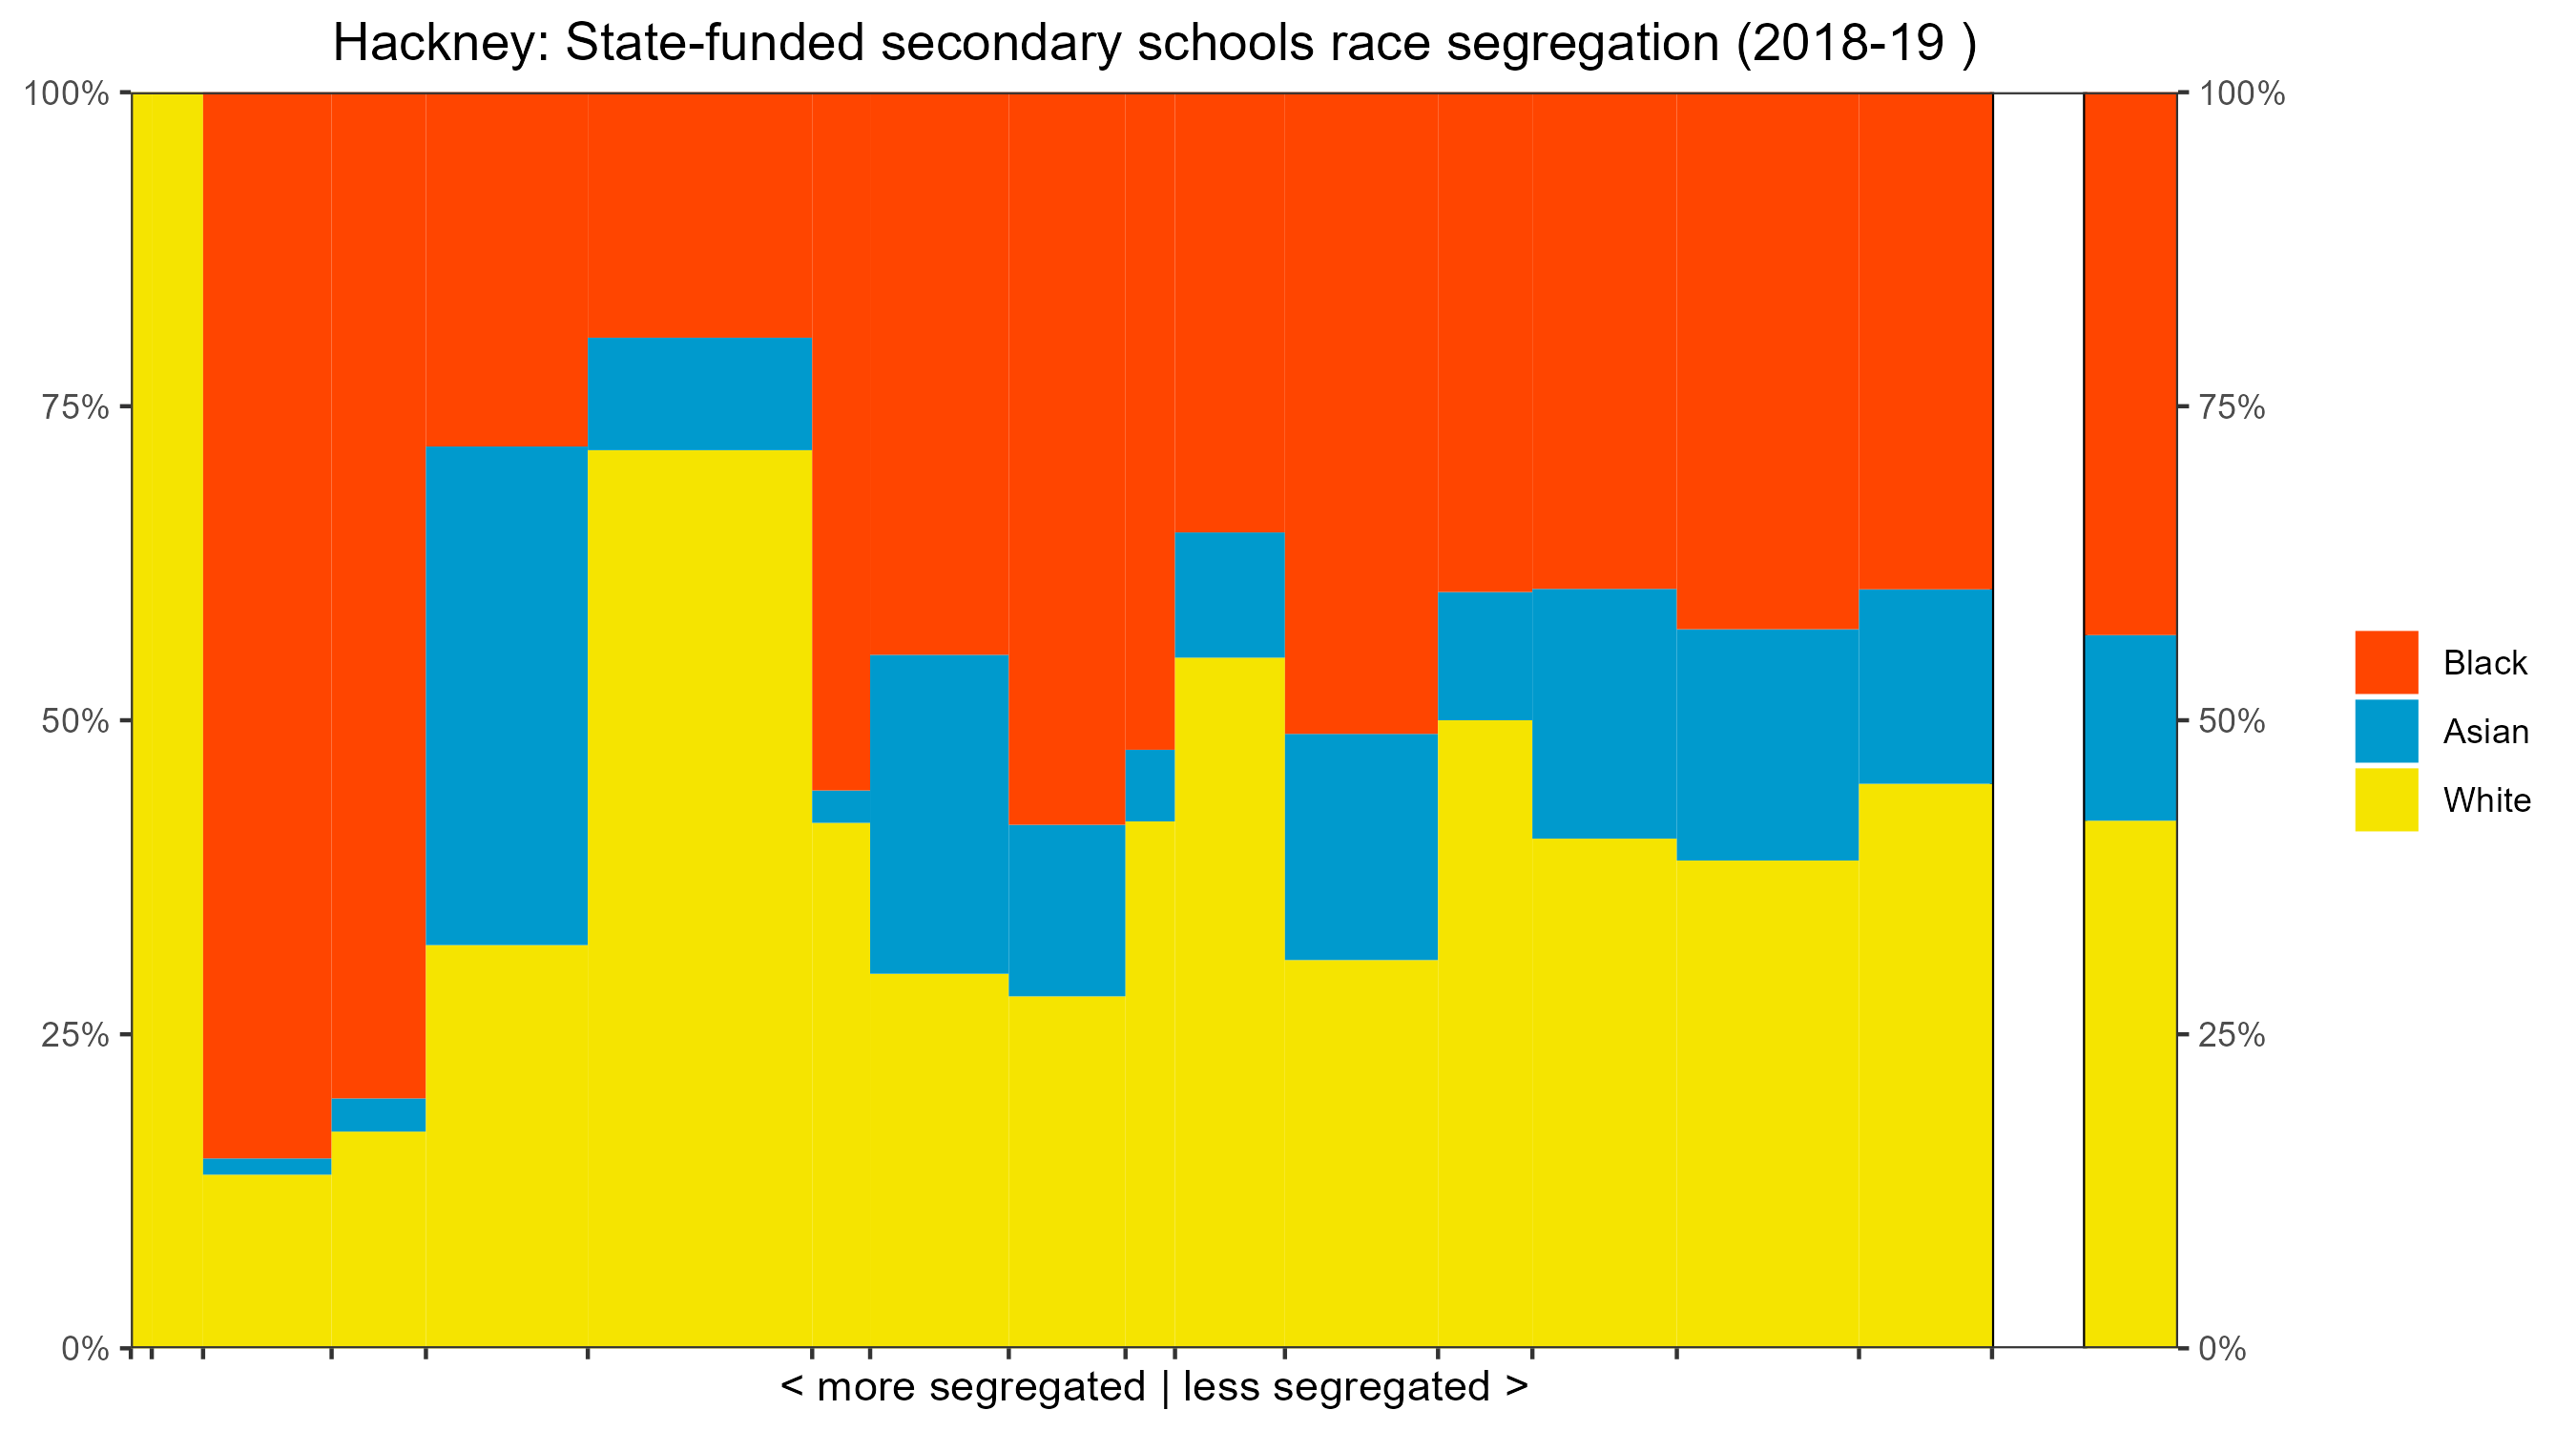 Hackney: State-funded secondary schools race segregation (2018-19 )
100%
100%
75%
75%
Black
50%
50%
Asian
White
25%
25%
0%
0%
< more segregated | less segregated >